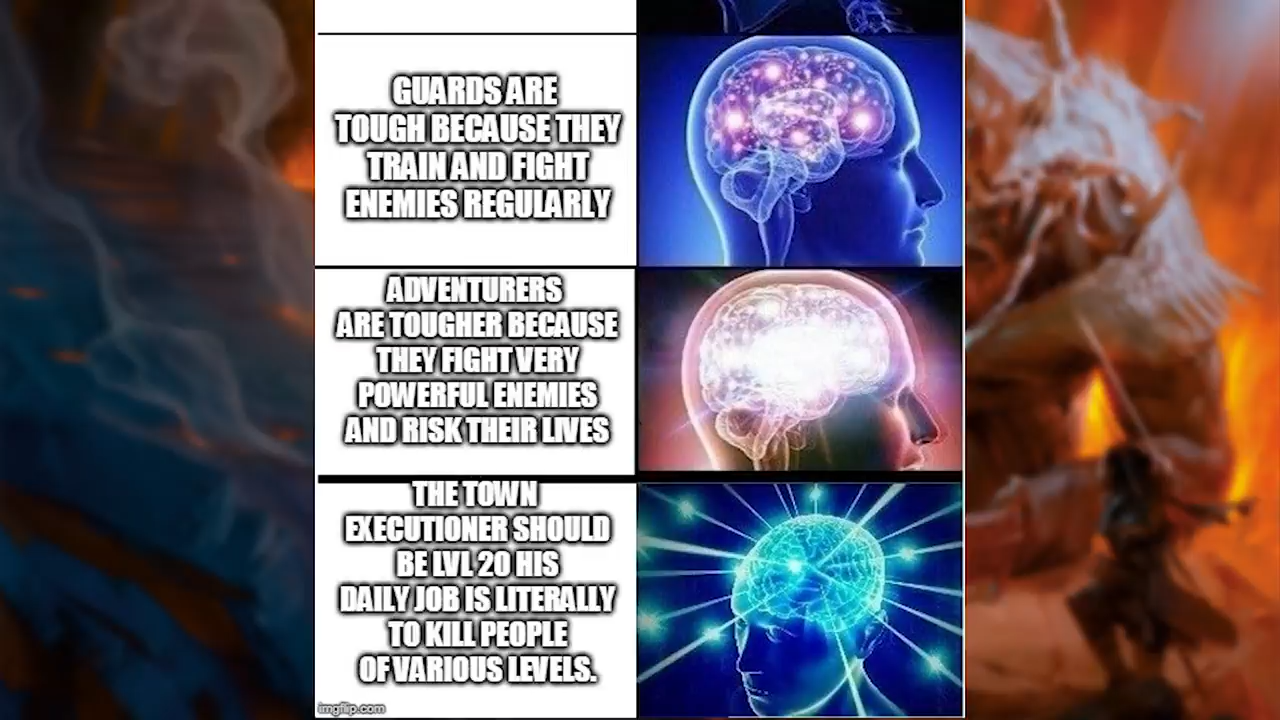 GUARDS ARE
TOUGH BECAUSE THEY
TRAIN AND FIGHT
ENEMIES REGULARLY
ADVENTURERS
ARE TOUGHER BECAUSE
THEY FIGHT VERY
POWERFUL ENEMIES
AND RISK THEIR LIVES
THE TOWN
EXECUTIONER SHOULD
BE LVL 20 HIS
DAILY JOB IS LITERALLY
TO KILL PEOPLE
OF VARIOUS LEVELS.
imgflip.com